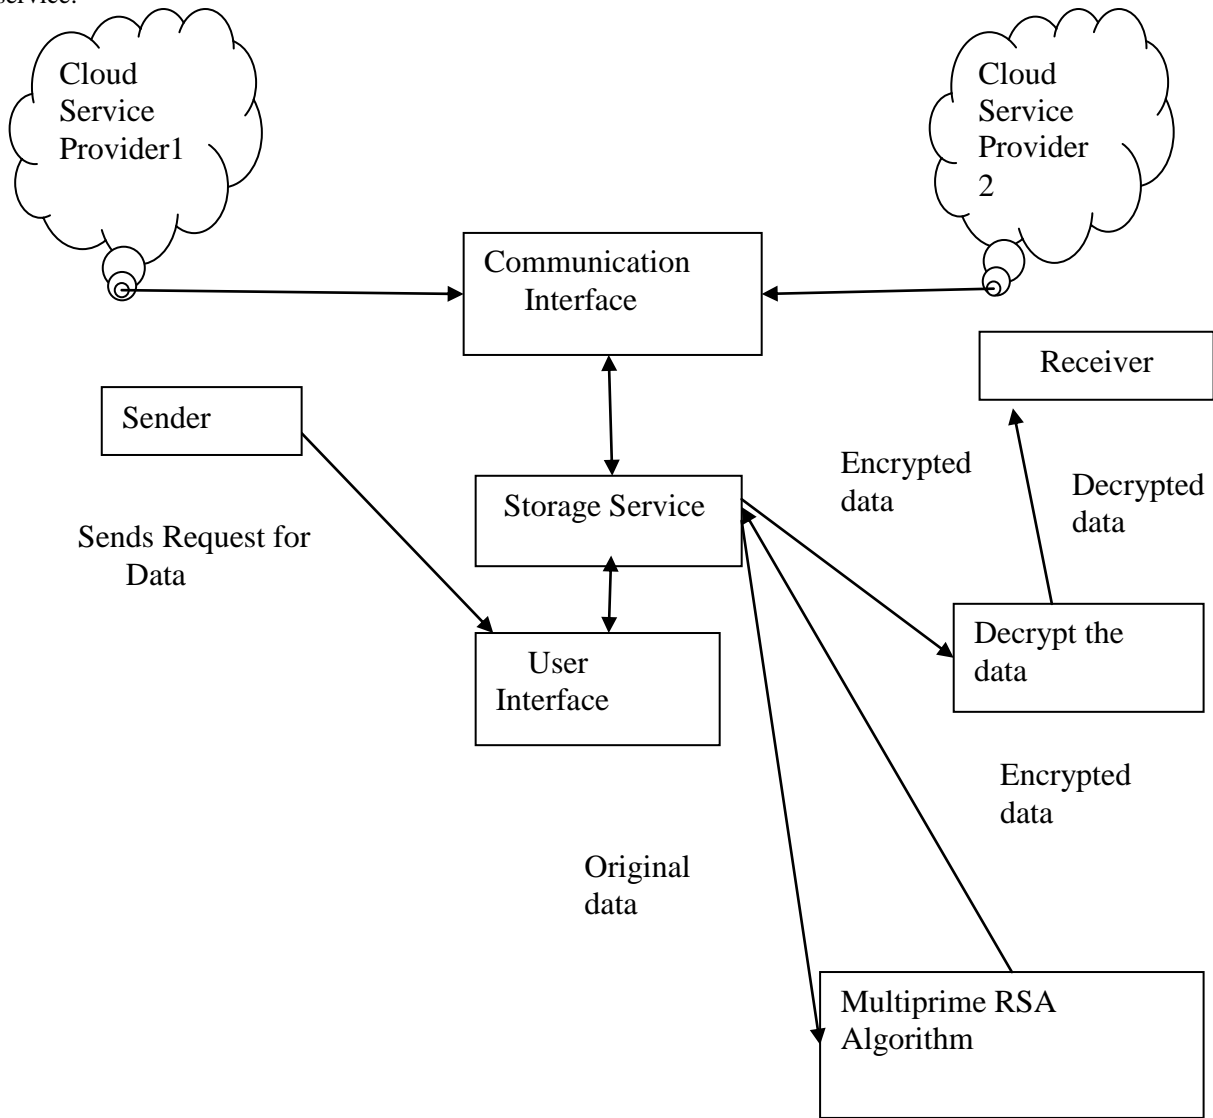 service.
Cloud
Service
Provider1
Cloud
Service
Provider
2
Communication
Interface
Receiver
Sender
Encrypted
data
Decrypted
data
Storage Service
Sends Request for
Data
User
Interface
Decrypt the
data
Encrypted
data
Original
data
Multiprime RSA
Algorithm